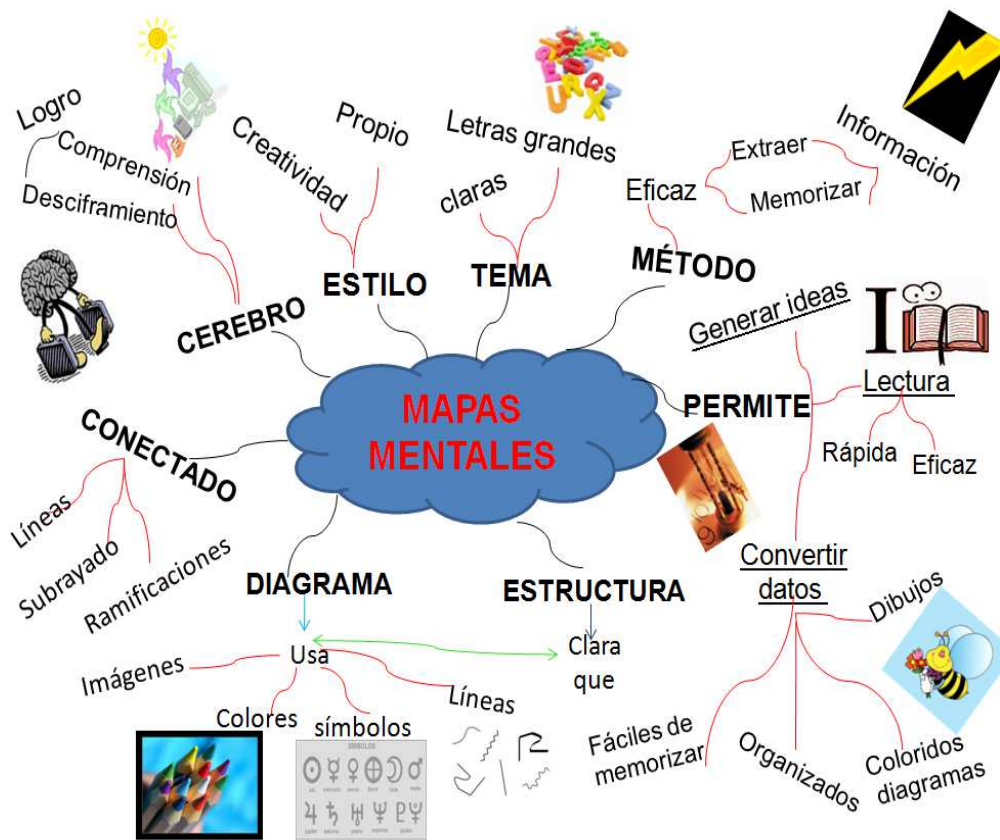 MAPAS
MENTALES
CEREBRO
Logro
Comprensión
Desciframiento
ESTILO
Creatividad
Propio
TEMA
claras
Letras grandes
MÉTODO
Eficaz
Extraer
Memorizar
Información
PERMITE
Generar ideas
I
Lectura
Rápida
Eficaz
Convertir
datos
Dibujos
Coloridos
diagramas
Organizados
Fáciles de
memorizar
ESTRUCTURA
Clara
que
DIAGRAMA
Usa
Imágenes
Colores
símbolos
SÍMBOLOS
Líneas
CONECTADO
Líneas
Subrayado
Ramificaciones